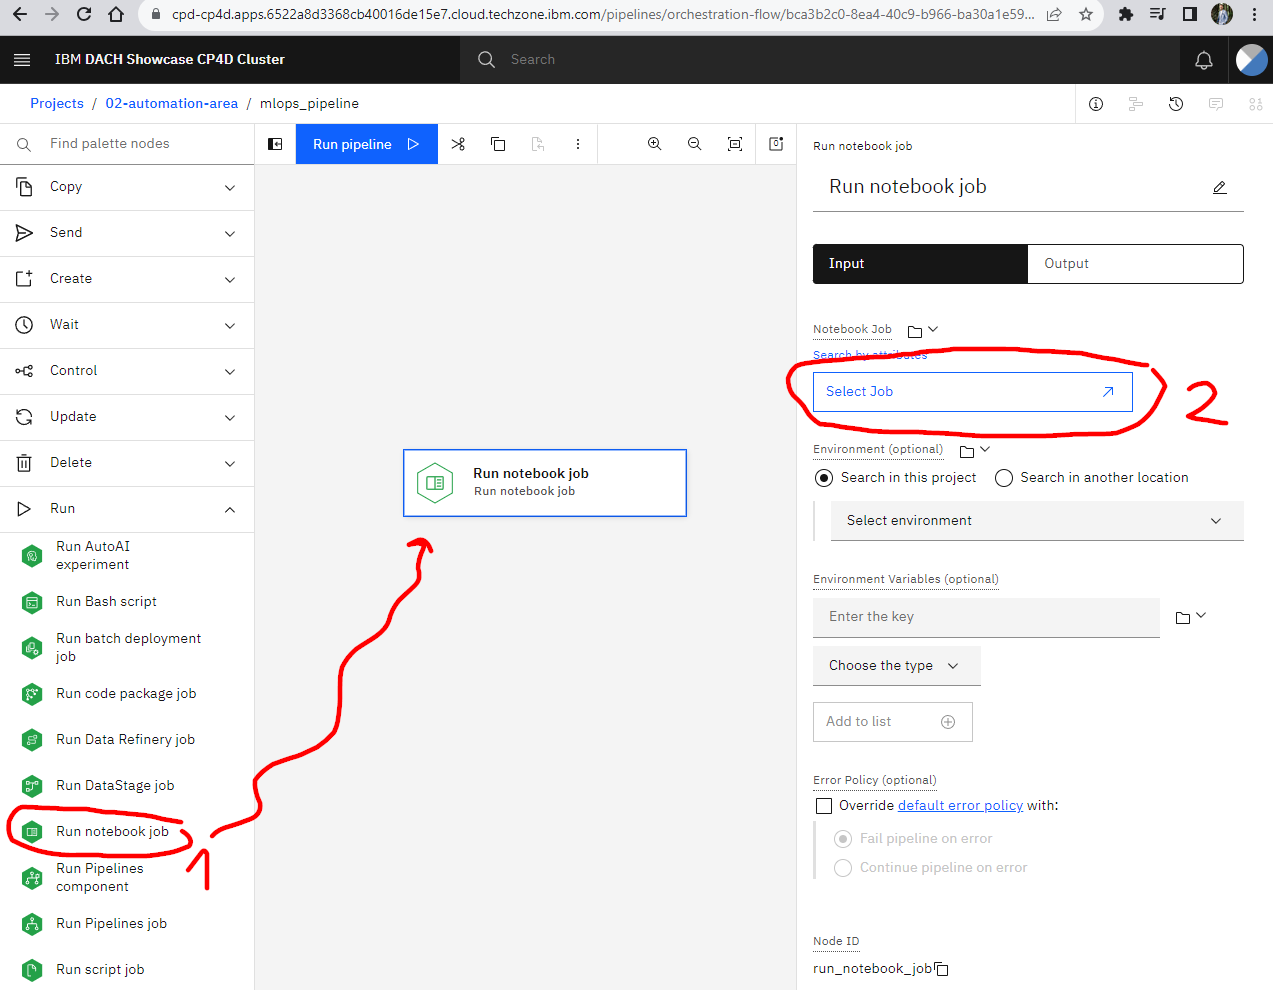 cpd-cp4d.apps.6522a8d3368cb40016de15e7.cloud.techzone.ibm.com/pipelines/orchestration-flow/bca3b2c0-8ea4-40c9-b966-ba30a1e59...
IBM DACH Showcase CP4D Cluster
Search
Projects / 02-automation-area / mlops_pipeline
Find palette nodes
Run pipeline
Copy
Send
Create
Wait
Control
Update
Delete
Run
Run AutoAI
experiment
Run Bash script
Run batch deployment
job
Run code package job
Run Data Refinery job
Run DataStage job
Run notebook job
1
Run Pipelines
component
Run Pipelines job
Run script job
Run notebook job
Run notebook job
Run notebook job
Run notebook job
Input
Output
Notebook Job
Search by attributes
Select Job
2
Environment (optional)
Search in this project
Search in another location
Select environment
Environment Variables (optional)
Enter the key
Choose the type
Add to list
Error Policy (optional)
Override default error policy with:
Fail pipeline on error
Continue pipeline on error
Node ID
run_notebook_job